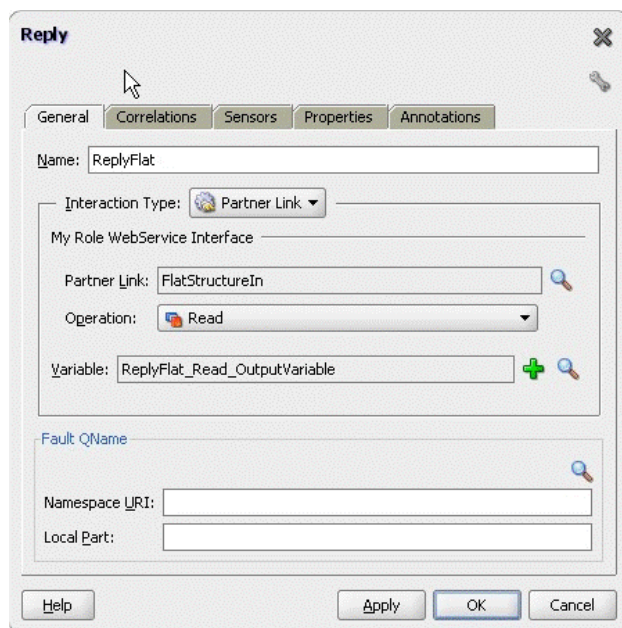 Reply
General Correlations Sensors Properties Annotations
Name: ReplyFlat
Interaction Type: Partner Link
My Role WebService Interface
Partner Link: FlatStructureIn
Operation: Read
Variable: ReplyFlat_Read_OutputVariable
Fault QName
Namespace URI:
Local Part:
Help Apply OK Cancel